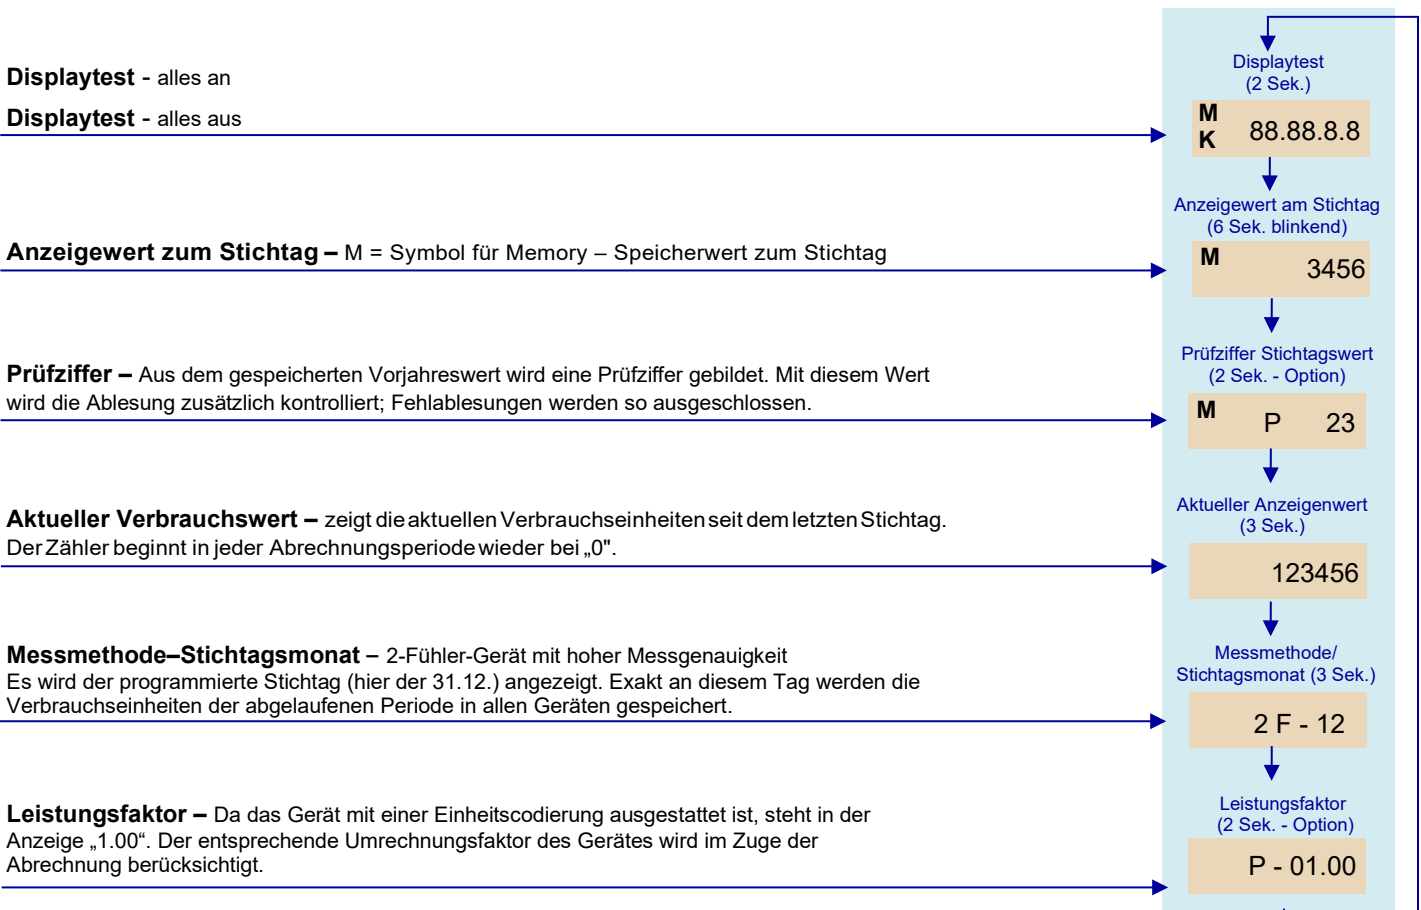 Displaytest - alles an
Displaytest - alles aus
Displaytest
(2 Sek.)
M
K
88.88.8.8
Anzeigewert zum Stichtag – M = Symbol für Memory – Speicherwert zum Stichtag
Anzeigewert am Stichtag
(6 Sek. blinkend)
M
3456
Prüfziffer – Aus dem gespeicherten Vorjahreswert wird eine Prüfziffer gebildet. Mit diesem Wert
wird die Ablesung zusätzlich kontrolliert; Fehlablesungen werden so ausgeschlossen.
Prüfziffer Stichtagswert
(2 Sek. - Option)
M
P 23
Aktueller Verbrauchswert – zeigt die aktuellen Verbrauchseinheiten seit dem letzten Stichtag.
Der Zähler beginnt in jeder Abrechnungsperiode wieder bei „0".
Aktueller Anzeigenwert
(3 Sek.)
123456
Messmethode–Stichtagsmonat – 2-Fühler-Gerät mit hoher Messgenauigkeit
Es wird der programmierte Stichtag (hier der 31.12.) angezeigt. Exakt an diesem Tag werden die
Verbrauchseinheiten der abgelaufenen Periode in allen Geräten gespeichert.
Messmethode/
Stichtagsmonat (3 Sek.)
2 F - 12
Leistungsfaktor – Da das Gerät mit einer Einheitscodierung ausgestattet ist, steht in der
Anzeige „1.00“. Der entsprechende Umrechnungsfaktor des Gerätes wird im Zuge der
Abrechnung berücksichtigt.
Leistungsfaktor
(2 Sek. - Option)
P - 01.00